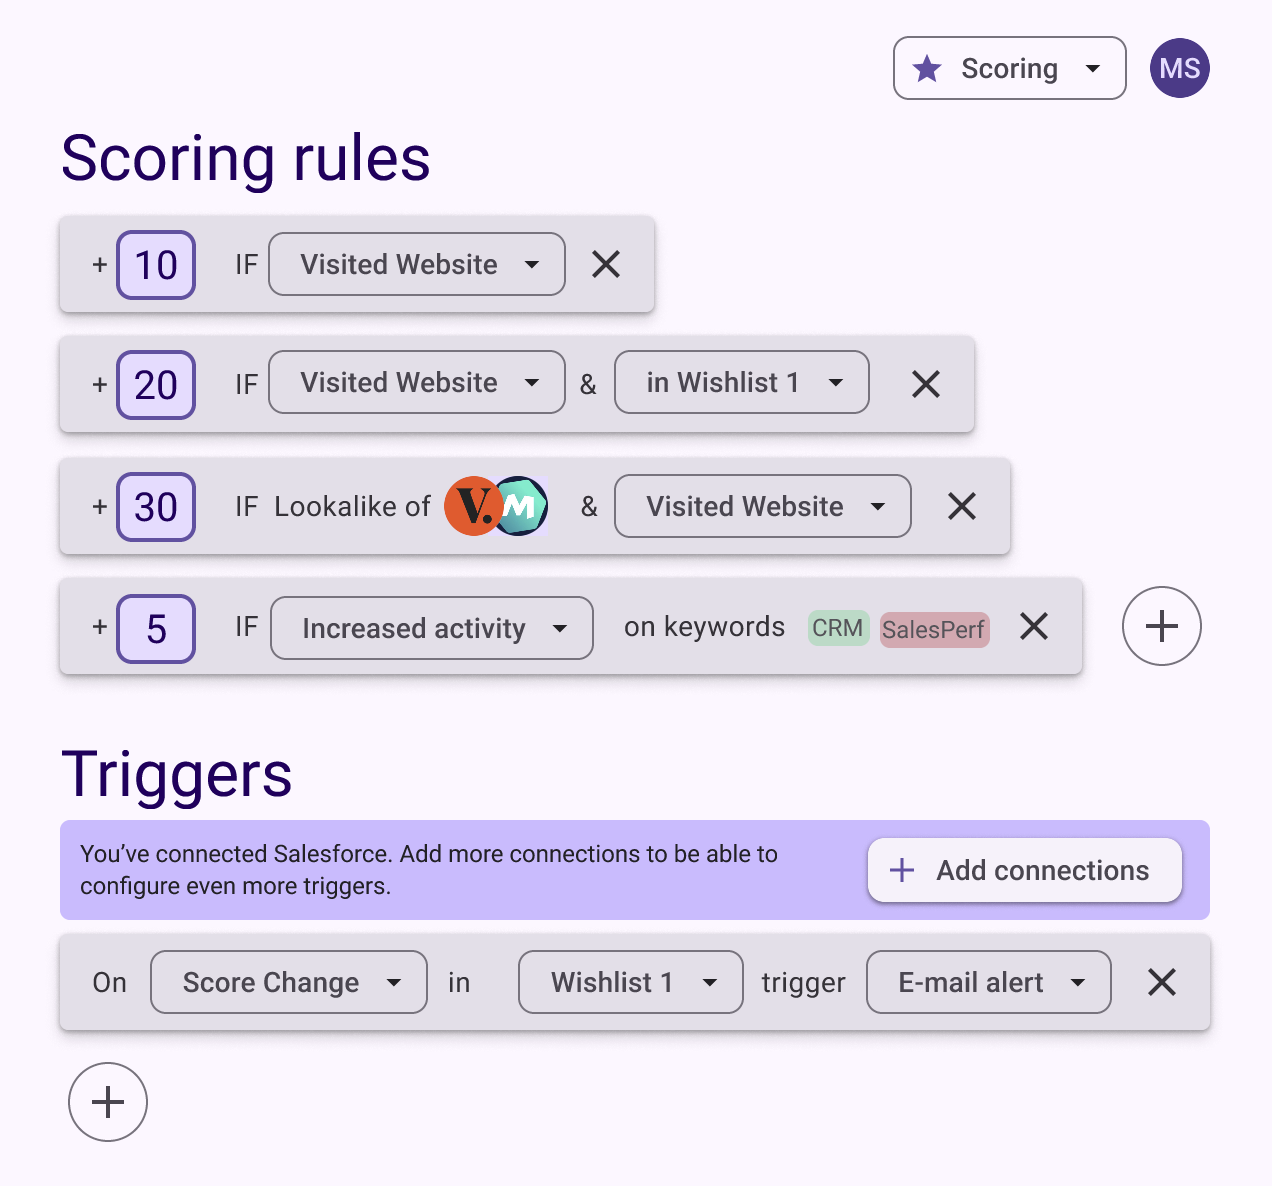 Scoring
MS
Scoring rules
+ 10 IF Visited Website
+ 20 IF Visited Website & in Wishlist 1
+ 30 IF Lookalike of V. M & Visited Website
+ 5 IF Increased activity on keywords CRM SalesPerf
Triggers
You’ve connected Salesforce. Add more connections to be able to
configure even more triggers.
+ Add connections
On Score Change in Wishlist 1 trigger E-mail alert